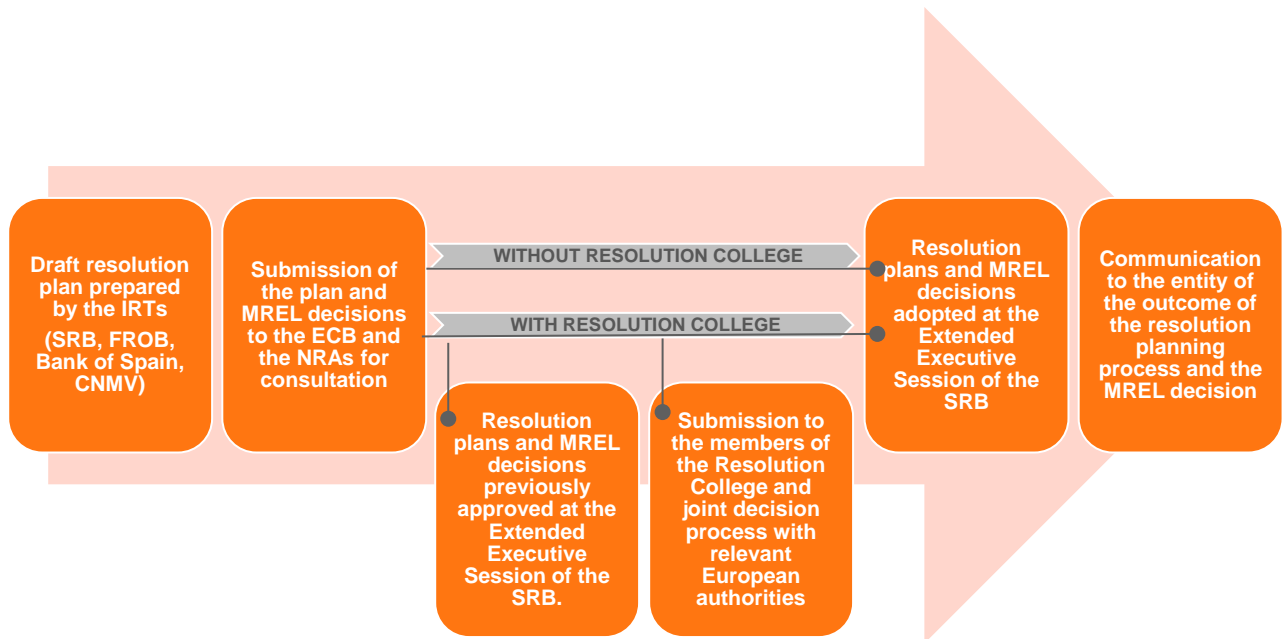 Draft resolution
plan prepared
by the IRTs
(SRB, FROB,
Bank of Spain,
CNMV)
Submission of
the plan and
MREL decisions
to the ECB and
the NRAs for
consultation
WITHOUT RESOLUTION COLLEGE
WITH RESOLUTION COLLEGE
Resolution
plans and MREL
decisions
previously
approved at the
Extended
Executive
Session of the
SRB.
Submission to
the members of
the Resolution
College and
joint decision
process with
relevant
European
authorities
Resolution
plans and MREL
decisions
adopted at the
Extended
Executive
Session of the
SRB
Communication
to the entity of
the outcome of
the resolution
planning
process and the
MREL decision